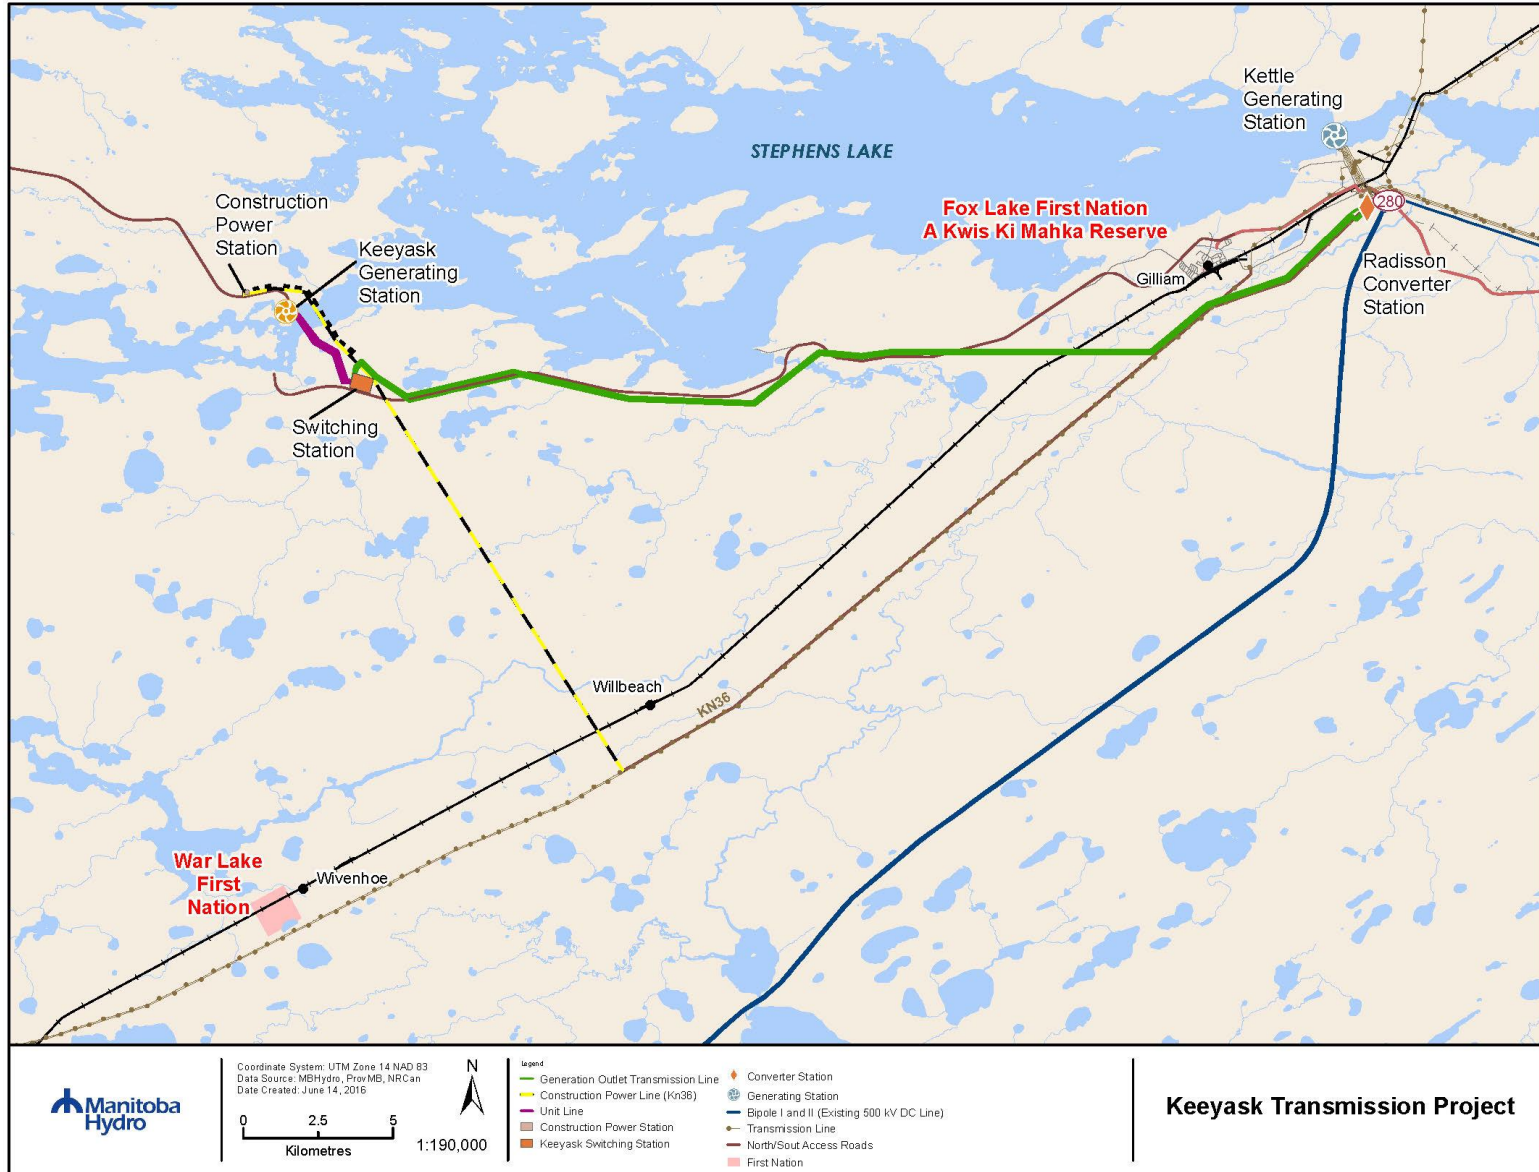 Kettle
Generating
Station
STEPHENS LAKE
Construction
Power
Station
Fox Lake First Nation
A Kwis Ki Mahka Reserve
280
Keeyask
Generating
Station
Gilliam
Radisson
Converter
Station
Switching
Station
Willbeach
KN36
War Lake
First
Nation
Wivenhoe
Manitoba
Hydro
Coordinate System: UTM Zone 14 NAD 83
Data Source: MBHydro, ProvMB, NRCan
Date Created: June 14, 2016
N
0 2.5 5
Kilometres
1:190,000
Legend
Generation Outlet Transmission Line
Construction Power Line (Kn36)
Unit Line
Construction Power Station
Keeyask Switching Station
Converter Station
Generating Station
Bipole I and II (Existing 500 kV DC Line)
Transmission Line
North/Sout Access Roads
First Nation
Keeyask Transmission Project